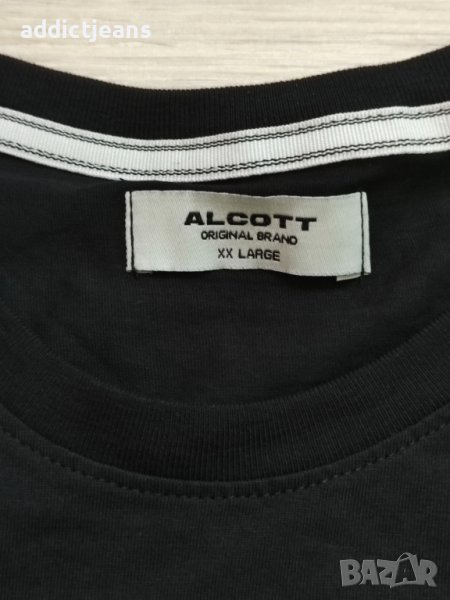 addictjeans
ALCOTT
ORIGINAL BRAND
XX LARGE
BAZAR